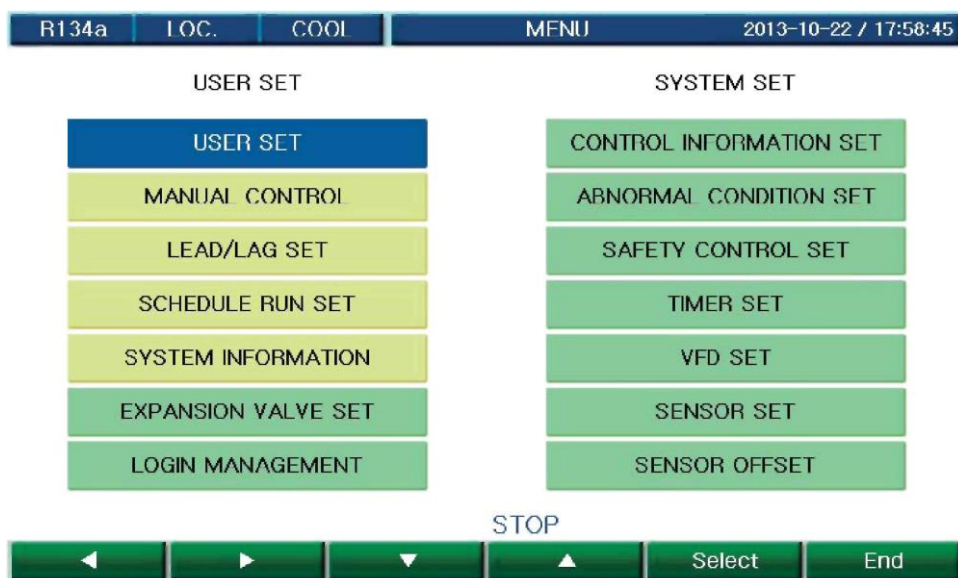 R134a LOC. COOL MENU 2013-10-22 / 17:58:45
USER SET SYSTEM SET
USER SET CONTROL INFORMATION SET
MANUAL CONTROL ABNORMAL CONDITION SET
LEAD/LAG SET SAFETY CONTROL SET
SCHEDULE RUN SET TIMER SET
SYSTEM INFORMATION VFD SET
EXPANSION VALVE SET SENSOR SET
LOGIN MANAGEMENT SENSOR OFFSET
STOP
◀ ▶ ▼ ▲ Select End